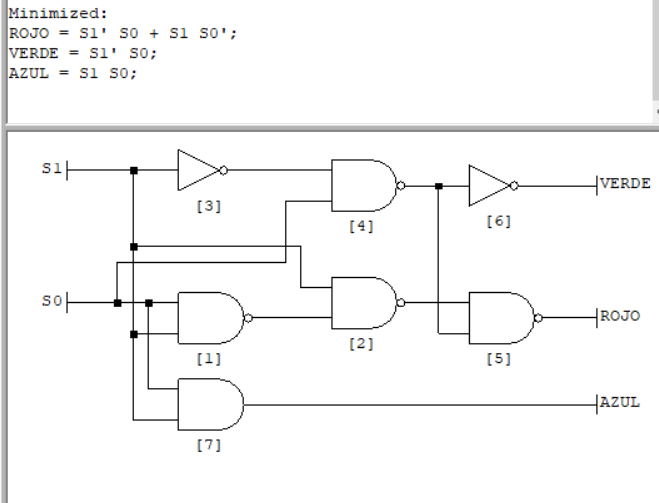 Minimized:
ROJO = S1' S0 + S1 S0';
VERDE = S1' S0;
AZUL = S1 S0;
S1
VERDE
[3]
[4]
[6]
S0
ROJO
[1]
[2]
[5]
AZUL
[7]